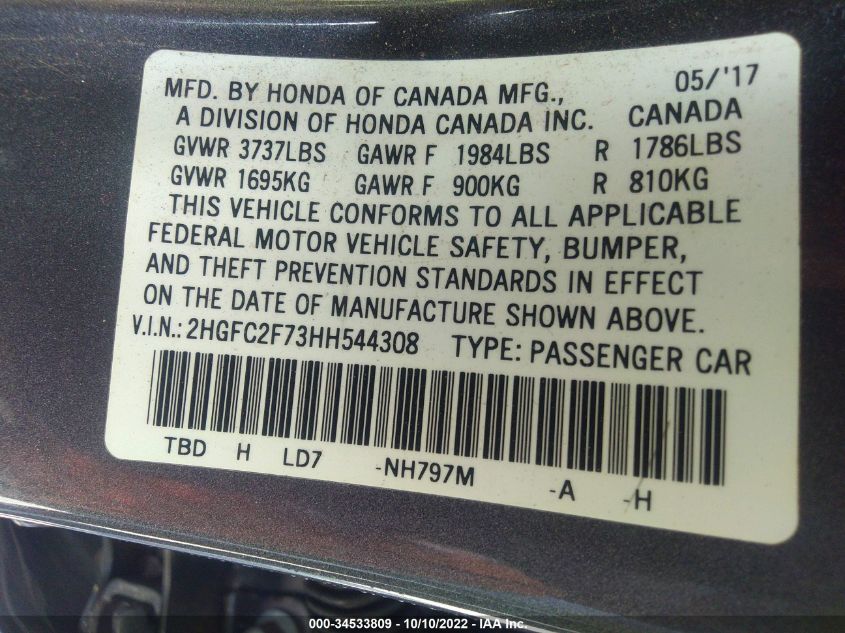 MFD. BY HONDA OF CANADA MFG., 05/'17
A DIVISION OF HONDA CANADA INC. CANADA
GVWR 3737LBS GAWR F 1984LBS R 1786LBS
GVWR 1695KG GAWR F 900KG R 810KG
THIS VEHICLE CONFORMS TO ALL APPLICABLE
FEDERAL MOTOR VEHICLE SAFETY, BUMPER,
AND THEFT PREVENTION STANDARDS IN EFFECT
ON THE DATE OF MANUFACTURE SHOWN ABOVE.
V.I.N.: 2HGFC2F73HH544308 TYPE: PASSENGER CAR
TBD H LD7 -NH797M -A -H
000-34533809 - 10/10/2022 - IAA Inc.